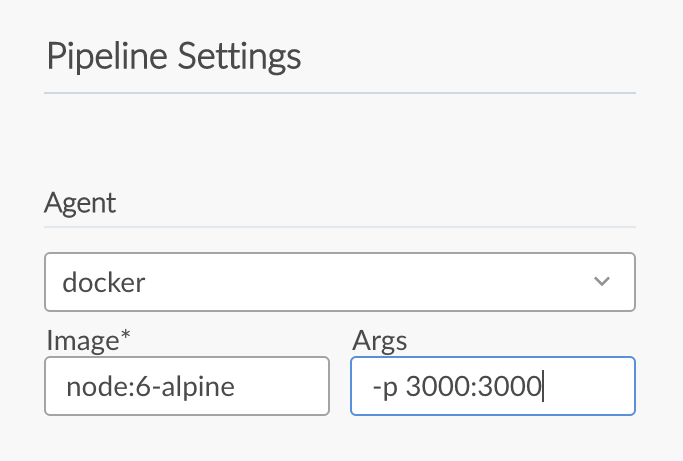 Pipeline Settings
Agent
docker
Image* Args
node:6-alpine -p 3000:3000